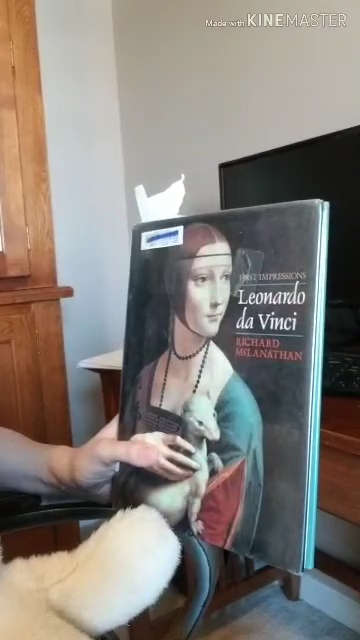 Made with KINEMASTER
FIRST IMPRESSIONS
Leonardo
da Vinci
RICHARD
McLANATHAN